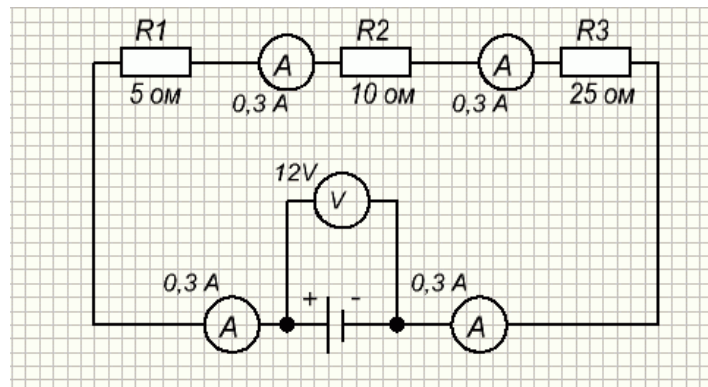 R1 R2 R3
A A
5 ом 0,3 А 10 ом 0,3 А 25 ом
12V
V
0,3 А 0,3 А
+ -
A A